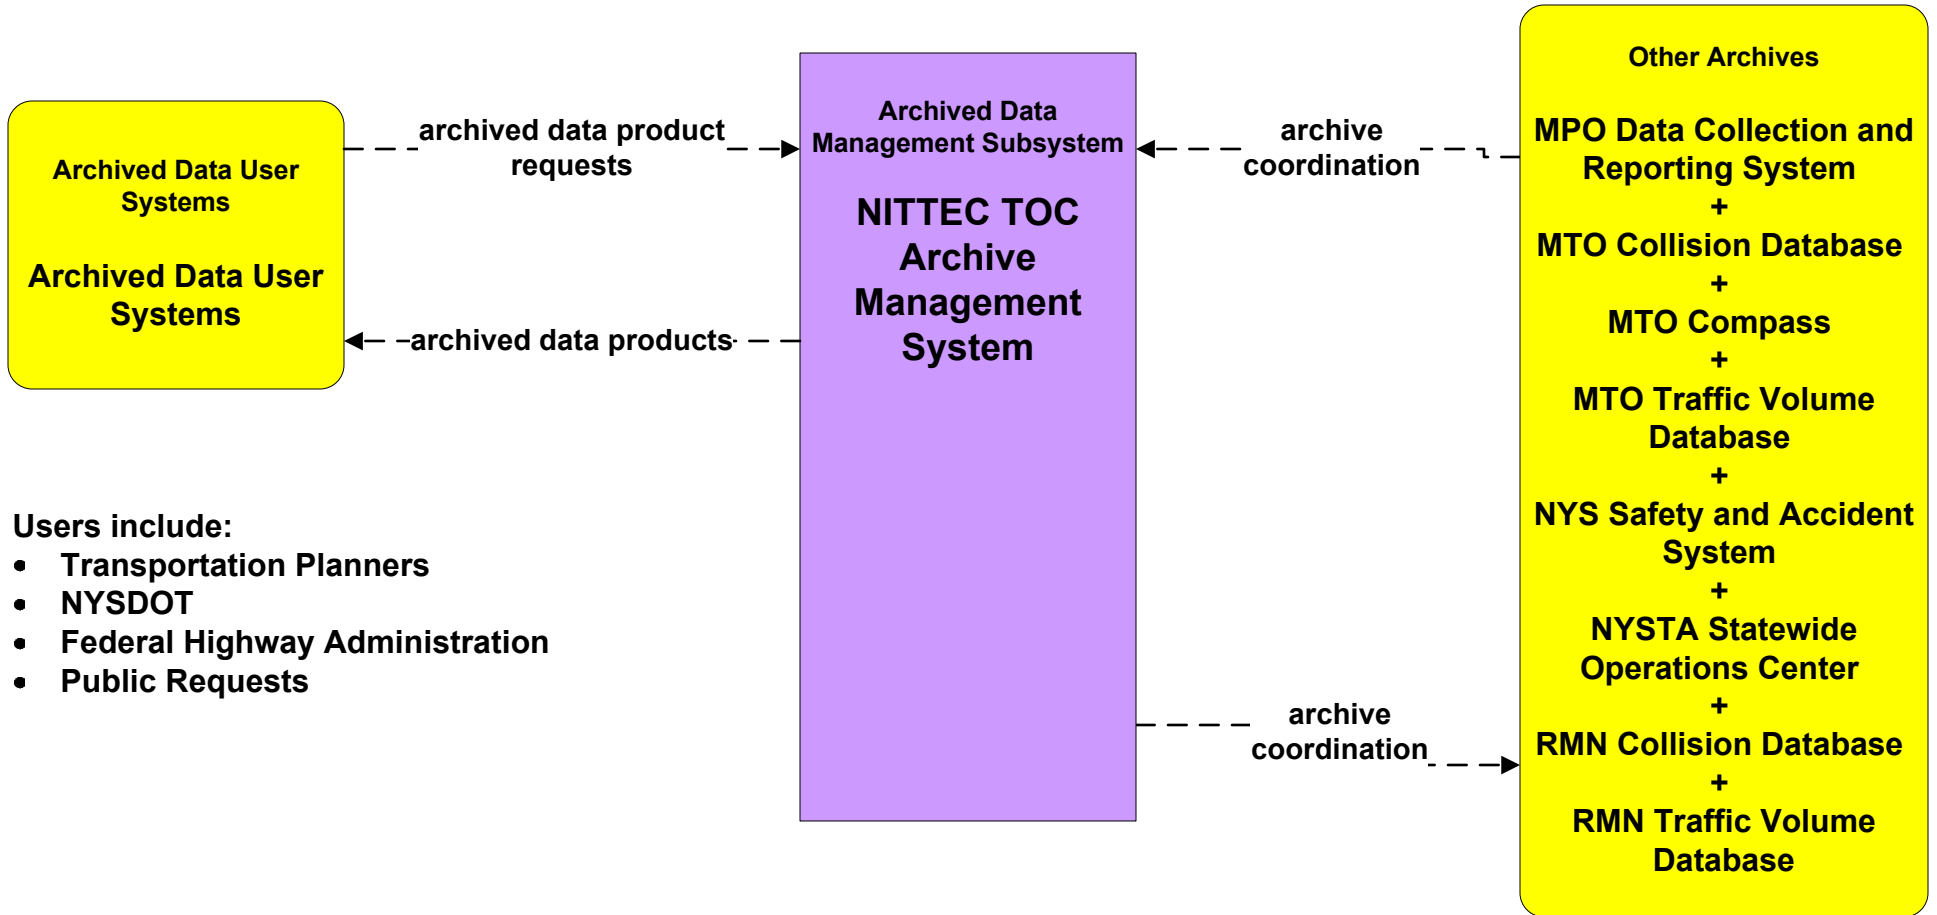 Archived Data User
Systems
Archived Data User
Systems
archived data product
requests
archived data products
Users include:
• Transportation Planners
• NYSDOT
• Federal Highway Administration
• Public Requests
Archived Data
Management Subsystem
NITTEC TOC
Archive
Management
System
archive
coordination
archive
coordination
Other Archives
MPO Data Collection and
Reporting System
+
MTO Collision Database
+
MTO Compass
+
MTO Traffic Volume
Database
+
NYS Safety and Accident
System
+
NYSTA Statewide
Operations Center
+
RMN Collision Database
+
RMN Traffic Volume
Database